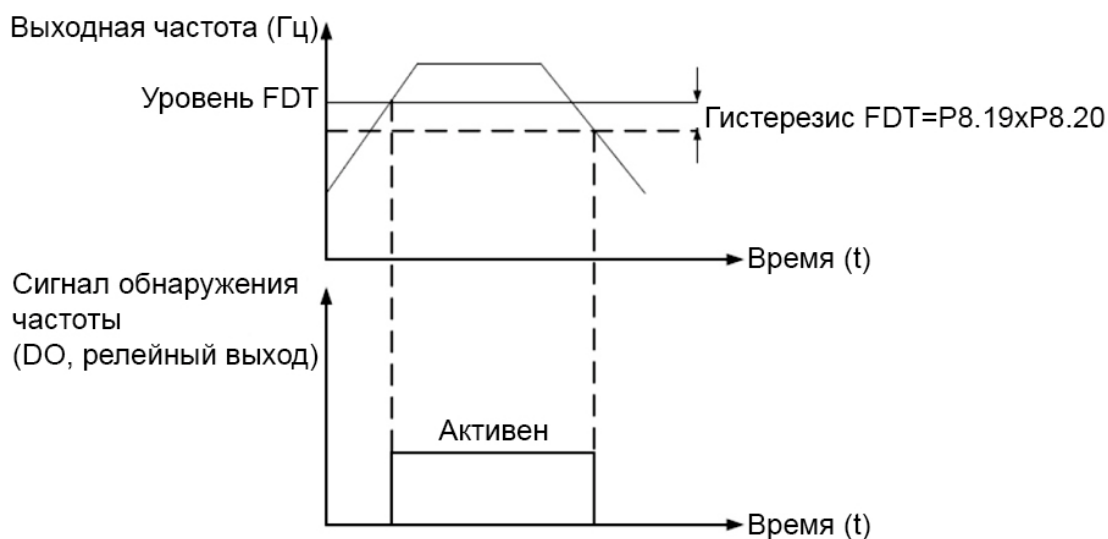 Выходная частота (Гц)
Уровень FDT
Гистерезис FDT=P8.19xP8.20
Время (t)
Сигнал обнаружения
частоты
(DO, релейный выход)
Активен
Время (t)